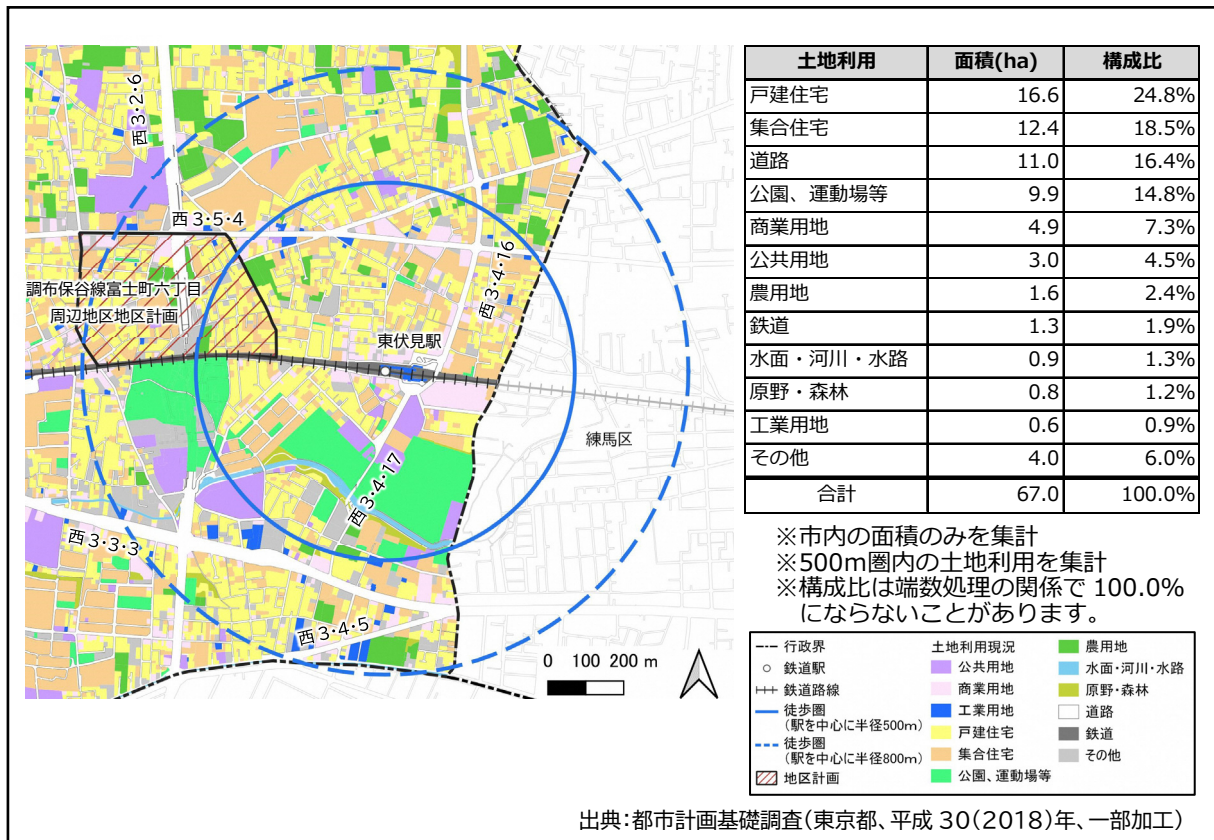 西3・2・6
西3・5・4
調布保谷線富士町六丁目
周辺地区地区計画
西3・4・16
東伏見駅
練馬区
西3・4・17
西3・3・3
西3・4・5
0 100 200 m
土地利用 面積(ha) 構成比
戸建住宅 16.6 24.8%
集合住宅 12.4 18.5%
道路 11.0 16.4%
公園、運動場等 9.9 14.8%
商業用地 4.9 7.3%
公共用地 3.0 4.5%
農用地 1.6 2.4%
鉄道 1.3 1.9%
水面・河川・水路 0.9 1.3%
原野・森林 0.8 1.2%
工業用地 0.6 0.9%
その他 4.0 6.0%
合計 67.0 100.0%
※市内の面積のみを集計
※500m圏内の土地利用を集計
※構成比は端数処理の関係で 100.0%
にならないことがあります。
行政界
鉄道駅
鉄道路線
徒歩圏
(駅を中心に半径500m)
徒歩圏
(駅を中心に半径800m)
地区計画
土地利用現況
公共用地
商業用地
工業用地
戸建住宅
集合住宅
公園、運動場等
農用地
水面・河川・水路
原野・森林
道路
鉄道
その他
出典:都市計画基礎調査(東京都、平成 30(2018)年、一部加工)